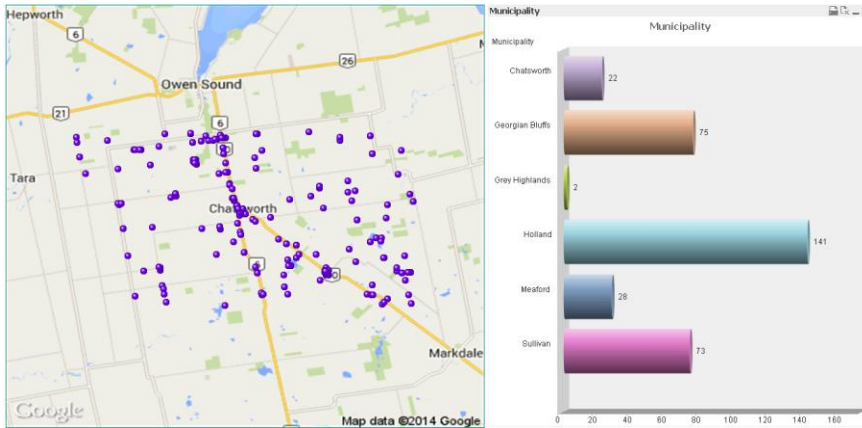 Hepworth
6
26
Owen Sound
21
6
Tara
Chatsworth
6
Markdale
Google
Map data ©2014 Google
Municipality
Municipality
Municipality
Chatsworth
22
Georgian Bluffs
75
Grey Highlands
2
Holland
141
Meaford
28
Sullivan
73
0 20 40 60 80 100 120 140 160